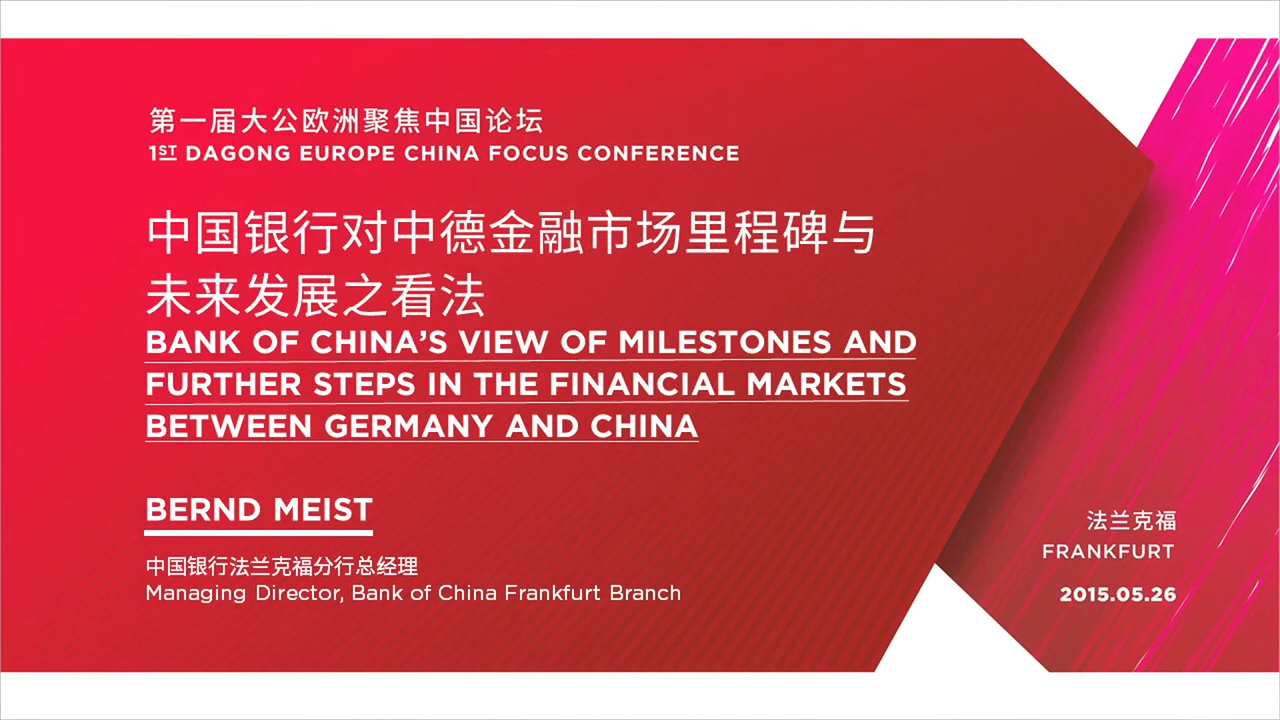 第一届大公欧洲聚焦中国论坛
1ST DAGONG EUROPE CHINA FOCUS CONFERENCE
中国银行对中德金融市场里程碑与
未来发展之看法
BANK OF CHINA’S VIEW OF MILESTONES AND
FURTHER STEPS IN THE FINANCIAL MARKETS
BETWEEN GERMANY AND CHINA
BERND MEIST
中国银行法兰克福分行总经理
Managing Director, Bank of China Frankfurt Branch
法兰克福
FRANKFURT
2015.05.26